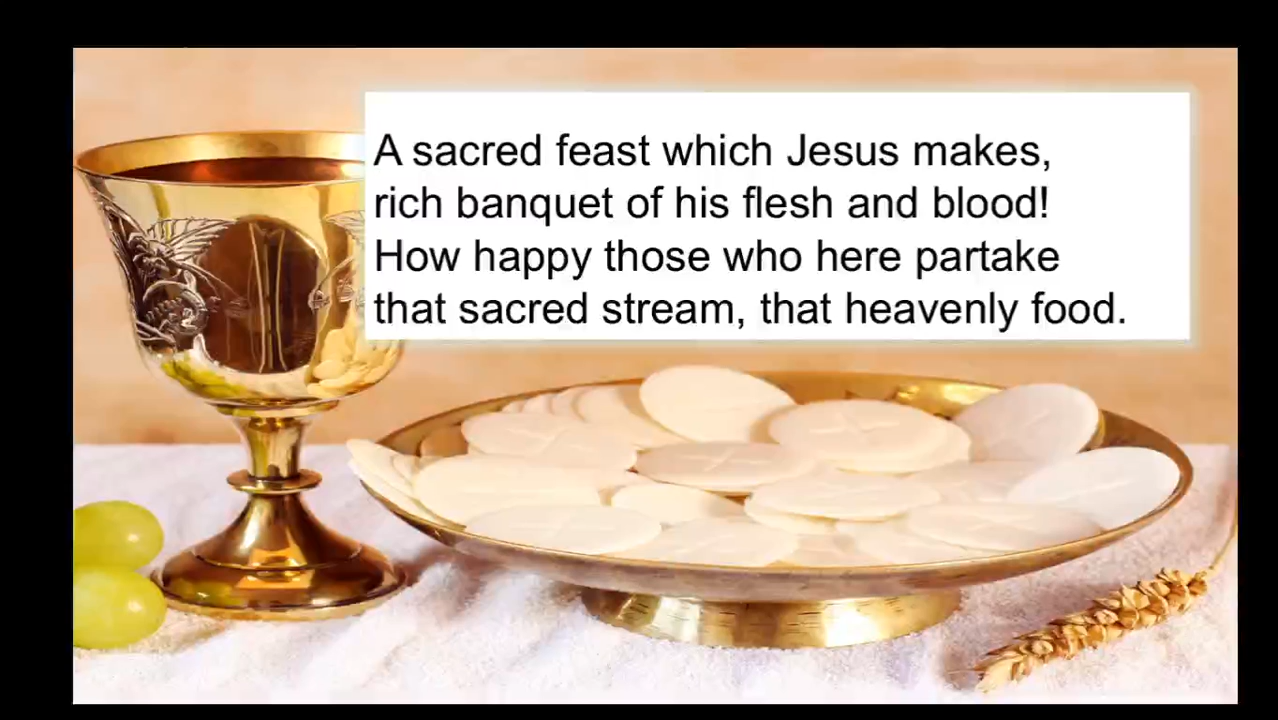 A sacred feast which Jesus makes,
rich banquet of his flesh and blood!
How happy those who here partake
that sacred stream, that heavenly food.